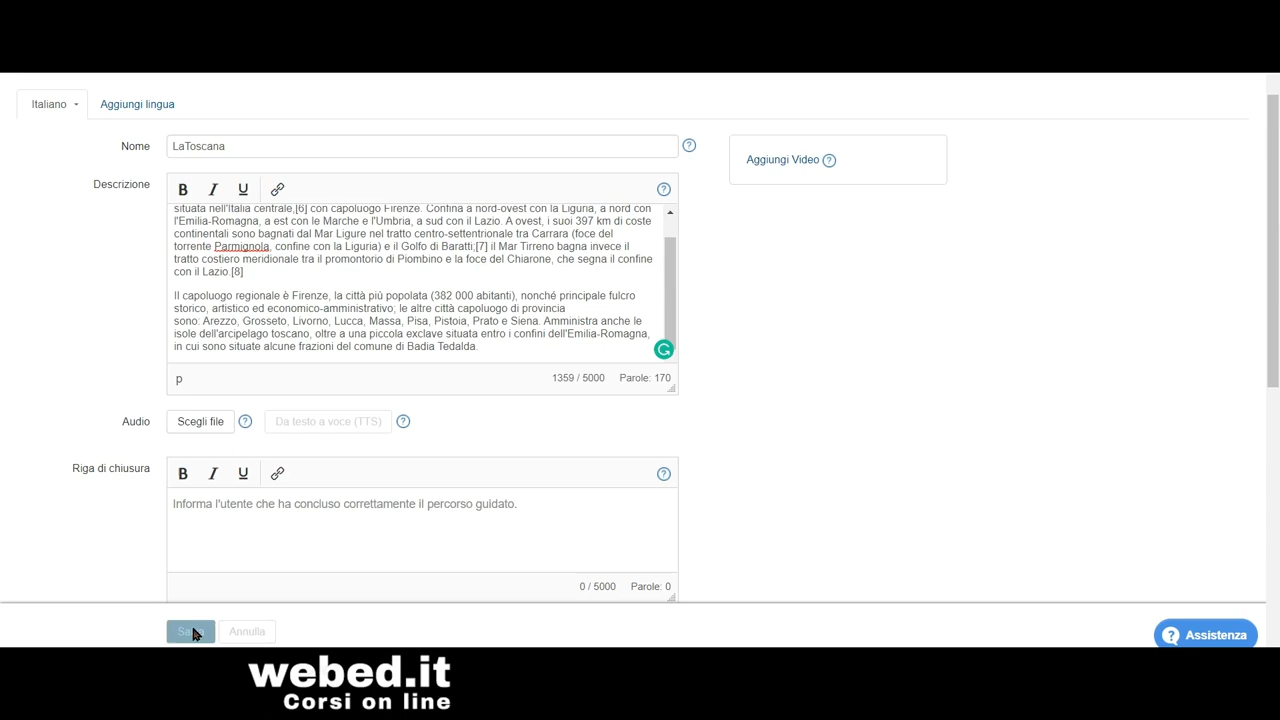 Italiano
Aggiungi lingua
Nome
LaToscana
Aggiungi Video
Descrizione
B I U
situata nell'Italia centrale,[6] con capoluogo Firenze. Confina a nord-ovest con la Liguria, a nord con
l'Emilia-Romagna, a est con le Marche e l'Umbria, a sud con il Lazio. A ovest, i suoi 397 km di coste
continentali sono bagnati dal Mar Ligure nel tratto centro-settentrionale tra Carrara (foce del
torrente Parmignola, confine con la Liguria) e il Golfo di Baratti;[7] il Mar Tirreno bagna invece il
tratto costiero meridionale tra il promontorio di Piombino e la foce del Chiarone, che segna il confine
con il Lazio.[8]
Il capoluogo regionale è Firenze, la città più popolata (382 000 abitanti), nonché principale fulcro
storico, artistico ed economico-amministrativo; le altre città capoluogo di provincia
sono: Arezzo, Grosseto, Livorno, Lucca, Massa, Pisa, Pistoia, Prato e Siena. Amministra anche le
isole dell'arcipelago toscano, oltre a una piccola exclave situata entro i confini dell'Emilia-Romagna,
in cui sono situate alcune frazioni del comune di Badia Tedalda.
p
1359 / 5000
Parole: 170
Audio
Scegli file
Da testo a voce (TTS)
Riga di chiusura
B I U
Informa l'utente che ha concluso correttamente il percorso guidato.
0 / 5000
Parole: 0
Annulla
Assistenza
webed.it
Corsi on line